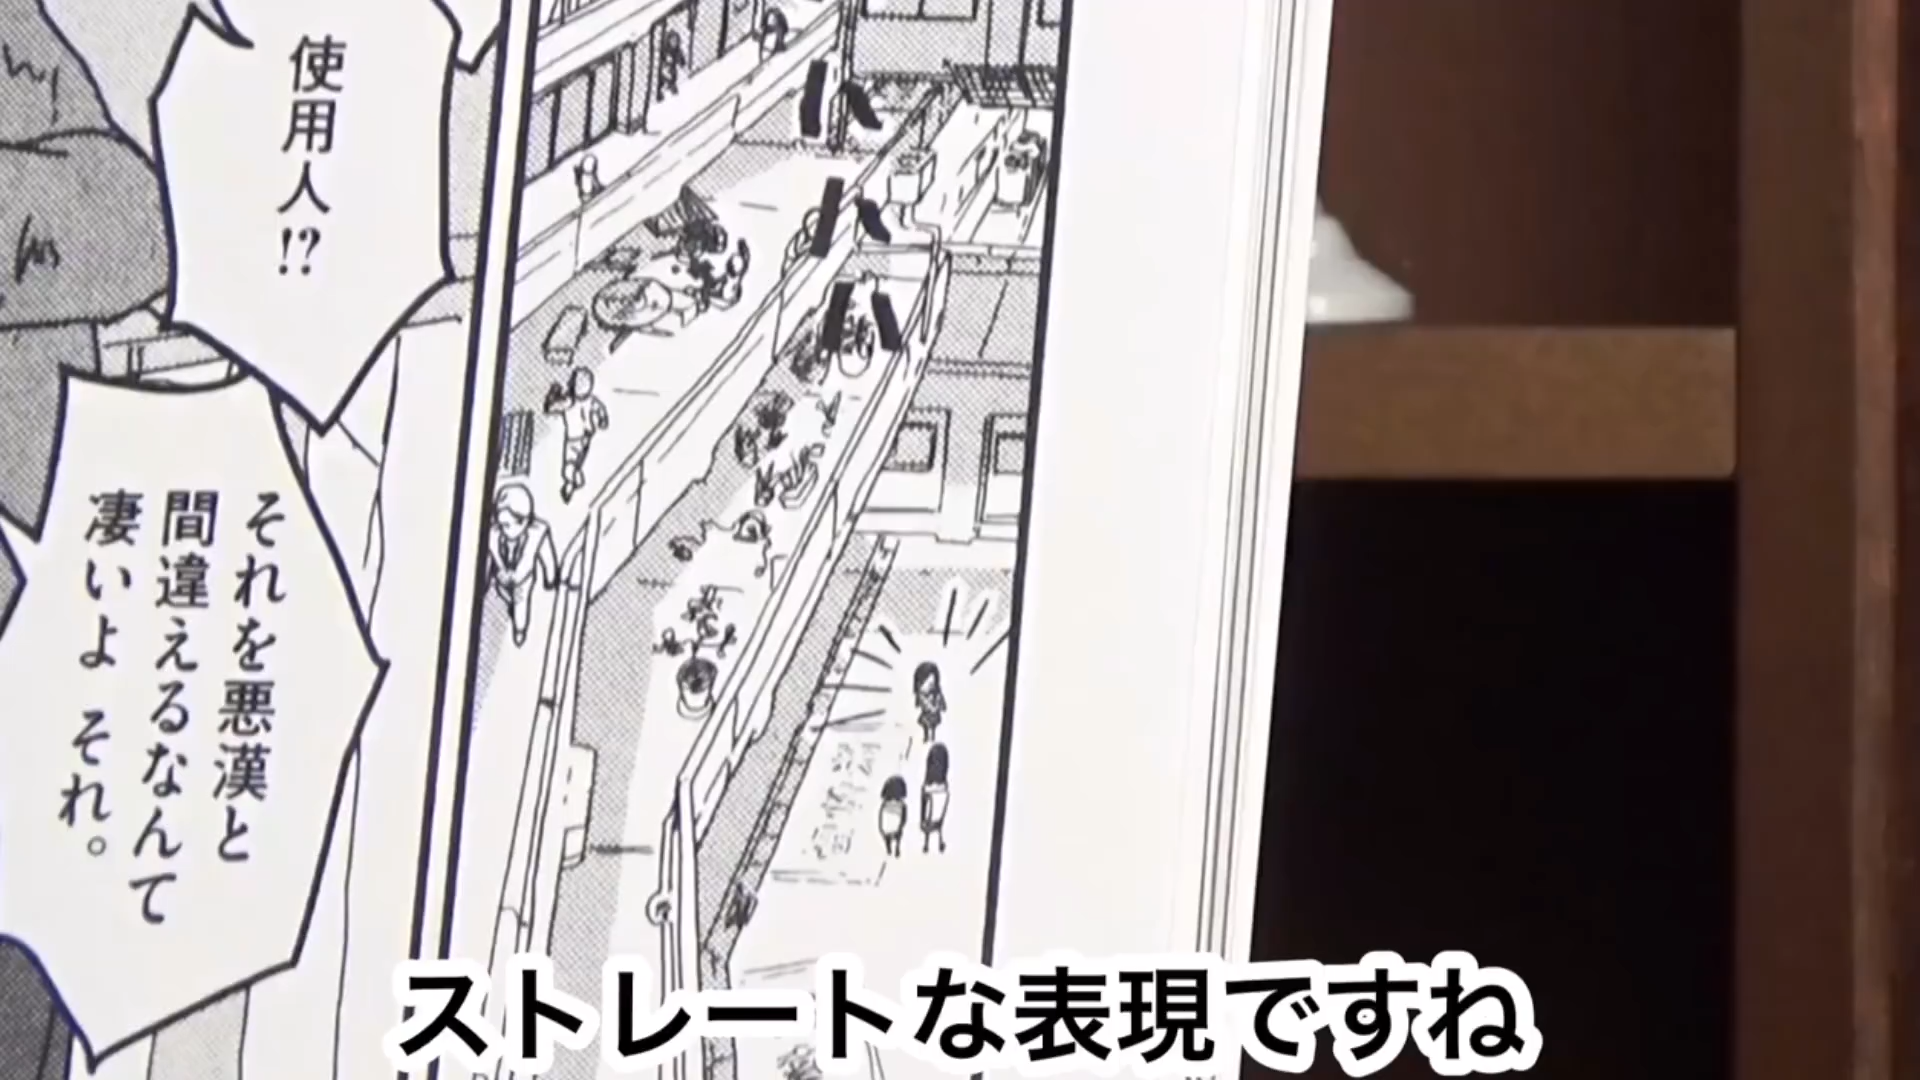 使用人!?
それを悪漢と
間違えるなんて
凄いよ それ。
ストレートな表現ですね